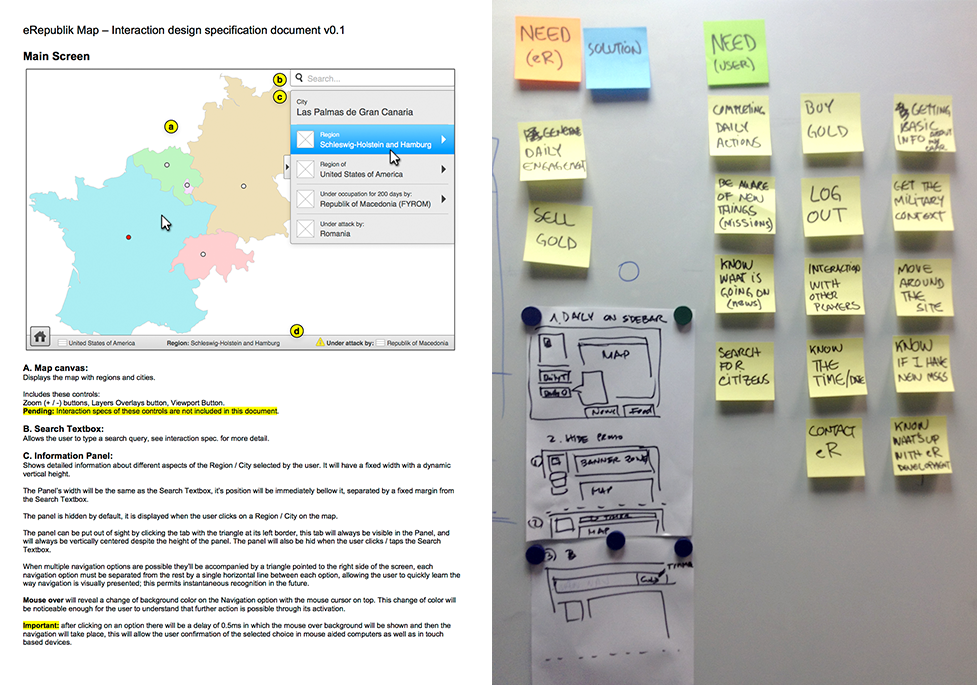 eRepublik Map – Interaction design specification document v0.1
Main Screen
b
Search...
c
City
Las Palmas de Gran Canaria
a
Region
Schleswig-Holstein and Hamburg
Region of
United States of America
Under occupation for 200 days by:
Republik of Macedonia (FYROM)
Under attack by:
Romania
d
United States of America
Region: Schleswig-Holstein and Hamburg
Under attack by:
Republik of Macedonia
A. Map canvas:
Displays the map with regions and cities.
Includes these controls:
Zoom (+ / -) buttons, Layers Overlays button, Viewport Button.
Pending: Interaction specs of these controls are not included in this document.
B. Search Textbox:
Allows the user to type a search query, see interaction spec. for more detail.
C. Information Panel:
Shows detailed information about different aspects of the Region / City selected by the user. It will have a fixed width with a dynamic
vertical height.
The Panel's width will be the same as the Search Textbox, it's position will be immediately bellow it, separated by a fixed margin from
the Search Textbox.
The panel is hidden by default, it is displayed when the user clicks on a Region / City on the map.
The panel can be put out of sight by clicking the tab with the triangle at its left border, this tab will always be visible in the Panel, and
will always be vertically centered despite the height of the panel. The panel will also be hid when the user clicks / taps the Search
Textbox.
When multiple navigation options are possible they'll be accompanied by a triangle pointed to the right side of the screen, each
navigation option must be separated from the rest by a single horizontal line between each option, allowing the user to quickly learn the
way navigation is visually presented; this permits instantaneous recognition in the future.
Mouse over will reveal a change of background color on the Navigation option with the mouse cursor on top. This change of color will
be noticeable enough for the user to understand that further action is possible through its activation.
Important: after clicking on an option there will be a delay of 0.5ms in which the mouse over background will be shown and then the
navigation will take place, this will allow the user confirmation of the selected choice in mouse aided computers as well as in touch
based devices.
NEED
(eR)
SOLUTION
NEED
(USER)
DAILY
ENGAGEMENT
SELL
GOLD
COMPLETING
DAILY
ACTIONS
BUY
GOLD
GETTING
BASIC
INFO ABOUT
MY
BE AWARE
OF NEW
THINGS
(MISSIONS)
LOG
OUT
GET THE
MILITARY
CONTEXT
KNOW
WHAT IS
GOING ON
(NEWS)
INTERACTION
WITH
OTHER
PLAYERS
MOVE
AROUND
THE
SITE
SEARCH
FOR
CITIZENS
KNOW
THE
TIME/DATE
KNOW
IF I HAVE
NEW MSGS
CONTACT
eR
KNOW
WHAT'S UP
WITH eR
DEVELOPMENT
1. DAILY ON SIDEBAR
MAP
NEWS
FEED
2. HIDE PROMO
BANNER ZONE
MAP
MAP